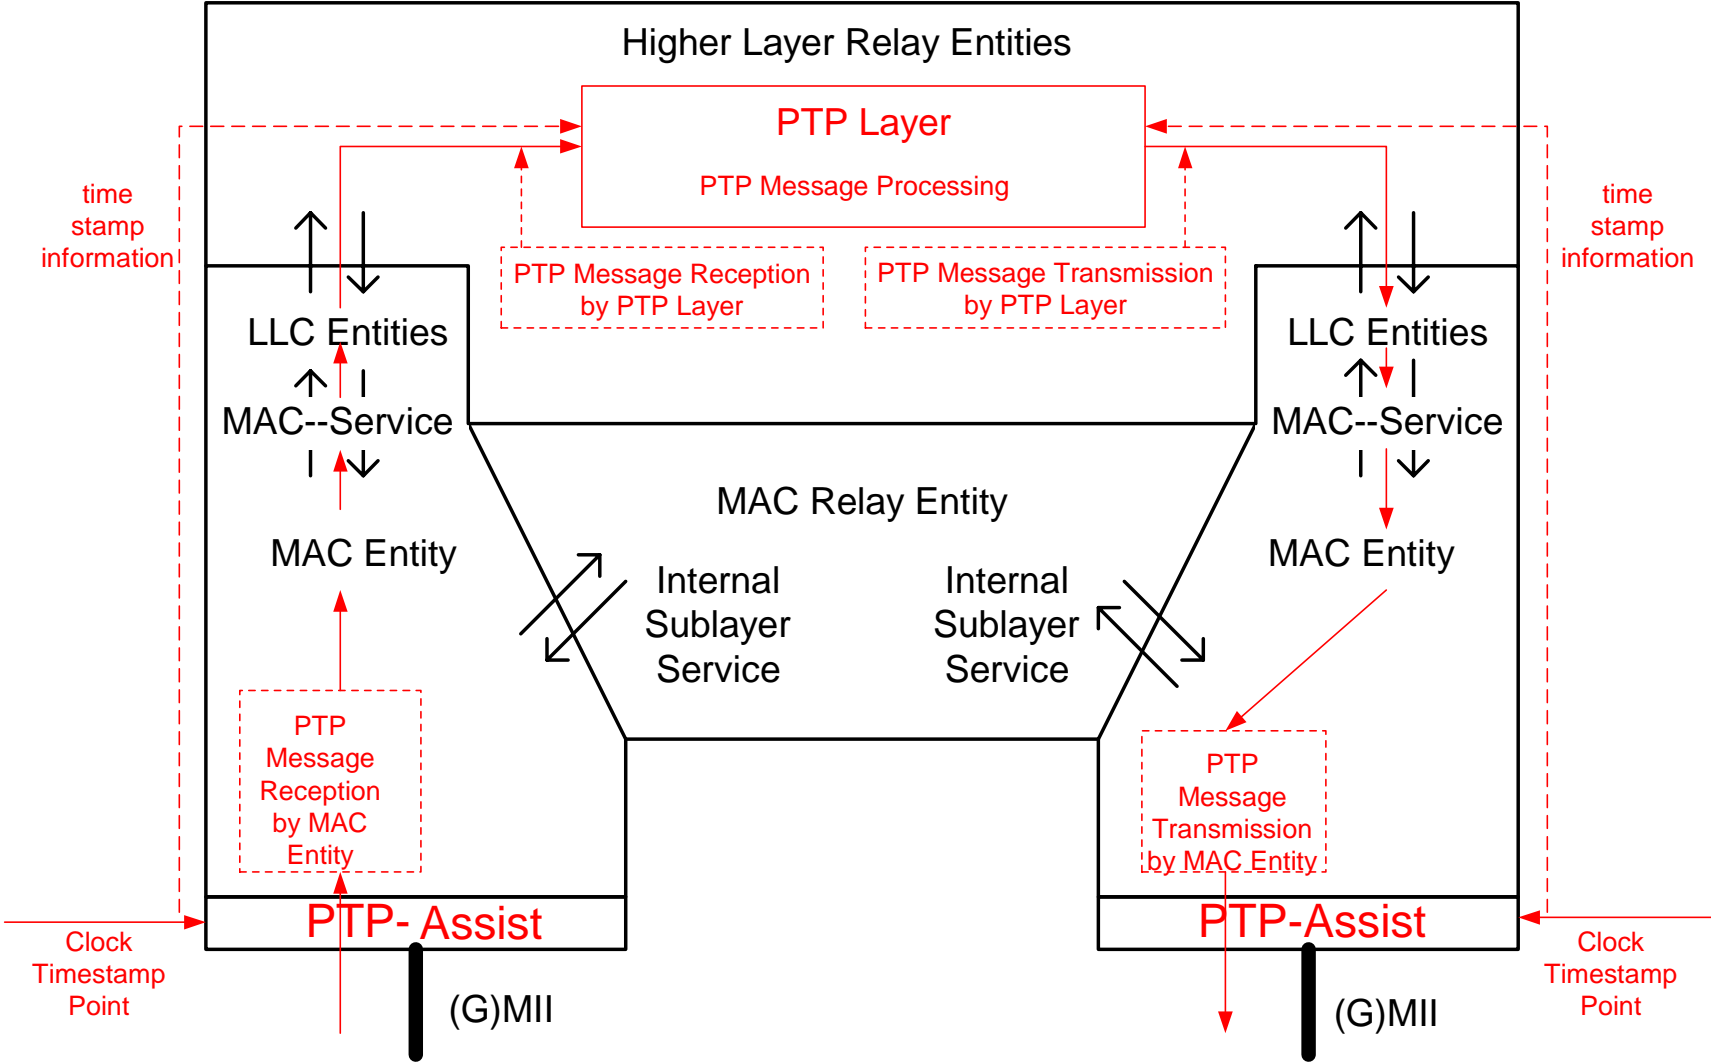 Higher Layer Relay Entities
PTP Layer
PTP Message Processing
time
stamp
information
time
stamp
information
PTP Message Reception
by PTP Layer
PTP Message Transmission
by PTP Layer
LLC Entities
LLC Entities
MAC--Service
MAC--Service
MAC Relay Entity
MAC Entity
MAC Entity
Internal
Sublayer
Service
Internal
Sublayer
Service
PTP
Message
Reception
by MAC
Entity
PTP
Message
Transmission
by MAC Entity
PTP- Assist
PTP-Assist
Clock
Timestamp
Point
Clock
Timestamp
Point
(G)MII
(G)MII